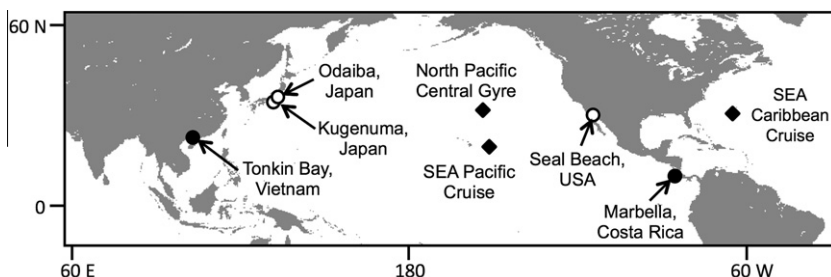 60 N
0
60 E
180
60 W
Odaiba,
Japan
Kugenuma,
Japan
Tonkin Bay,
Vietnam
North Pacific
Central Gyre
SEA Pacific
Cruise
Seal Beach,
USA
Marbella,
Costa Rica
SEA
Caribbean
Cruise